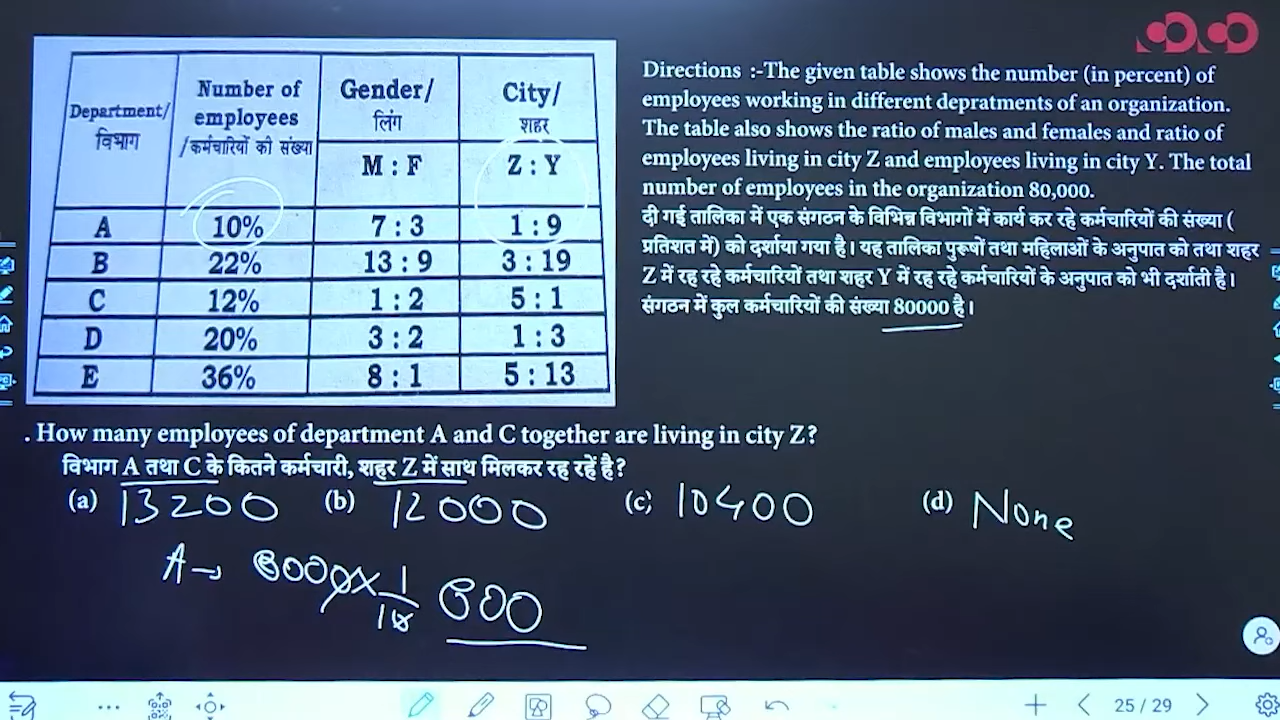 Department/
विभाग
Number of
employees
/कर्मचारियों की संख्या
Gender/
लिंग
City/
शहर
M : F
Z : Y
A 10% 7 : 3 1 : 9
B 22% 13 : 9 3 : 19
C 12% 1 : 2 5 : 1
D 20% 3 : 2 1 : 3
E 36% 8 : 1 5 : 13
Directions :-The given table shows the number (in percent) of
employees working in different depratments of an organization.
The table also shows the ratio of males and females and ratio of
employees living in city Z and employees living in city Y. The total
number of employees in the organization 80,000.
दी गई तालिका में एक संगठन के विभिन्न विभागों में कार्य कर रहे कर्मचारियों की संख्या (
प्रतिशत में) को दर्शाया गया है। यह तालिका पुरूषों तथा महिलाओं के अनुपात को तथा शहर
Z में रह रहे कर्मचारियों तथा शहर Y में रह रहे कर्मचारियों के अनुपात को भी दर्शाती है।
संगठन में कुल कर्मचारियों की संख्या 80000 है।
. How many employees of department A and C together are living in city Z?
विभाग A तथा C के कितने कर्मचारी, शहर Z में साथ मिलकर रह रहें है?
(a) 13200 (b) 12000 (c) 10400 (d) None
A → 8000 × 1/10 800
25 / 29